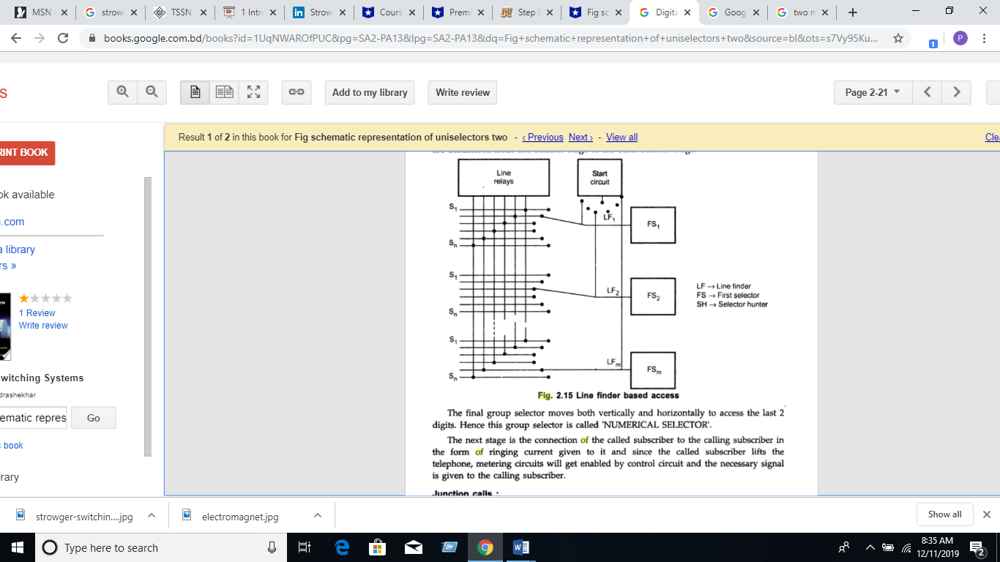 MSN
strow
TSSN
1 Intr
Strow
Cours
Prem
Step
Fig sc
Digita
Goog
two n
books.google.com.bd/books?id=1UqNWAROfPUC&pg=SA2-PA13&lpg=SA2-PA13&dq=Fig+schematic+representation+of+uniselectors+two&source=bl&ots=s7Vy95Ku...
P
1
s
Add to my library
Write review
Page 2-21
Result 1 of 2 in this book for Fig schematic representation of uniselectors two - ‹ Previous Next › - View all
Clea
RINT BOOK
ok available
.com
a library
rs »
1 Review
Write review
witching Systems
drashekhar
ematic repres
Go
s book
rary
Line
relays
Start
circuit
S1
LF1
FS1
Sn
S1
LF2
FS2
Sn
S1
LFm
FSm
Sn
LF → Line finder
FS → First selector
SH → Selector hunter
Fig. 2.15 Line finder based access
The final group selector moves both vertically and horizontally to access the last 2
digits. Hence this group selector is called 'NUMERICAL SELECTOR'.
The next stage is the connection of the called subscriber to the calling subscriber in
the form of ringing current given to it and since the called subscriber lifts the
telephone, metering circuits will get enabled by control circuit and the necessary signal
is given to the calling subscriber.
Junction calls :
strowger-switchin....jpg
electromagnet.jpg
Show all
Type here to search
8:35 AM
12/11/2019
2